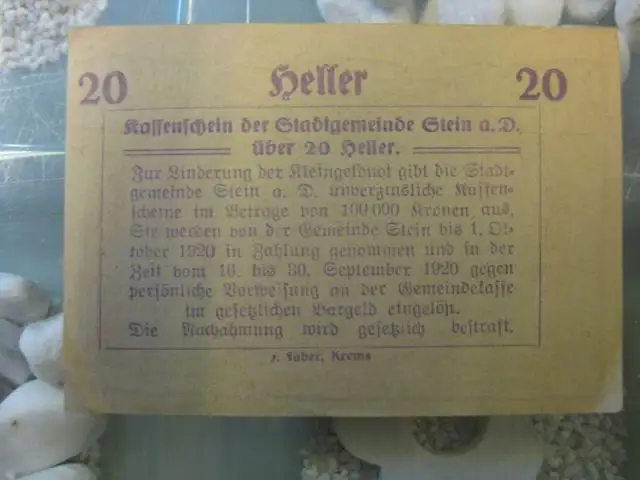 20 Heller 20
Kassenschein der Stadtgemeinde Stein a. D.
über 20 Heller.
Zur Linderung der Kleingeldnot gibt die Stadt-
gemeinde Stein a. D. unverzinsliche Kassen-
scheine im Betrage von 100 000 Kronen aus.
Sie werden von der Gemeinde Stein bis 1. Ok-
tober 1920 in Zahlung genommen und in der
Zeit vom 16. bis 30. September 1920 gegen
persönliche Vorweisung an der Gemeindekasse
im gesetzlichen Bargeld eingelöst.
Die Nachahmung wird gesetzlich bestraft.
F. Faber, Krems